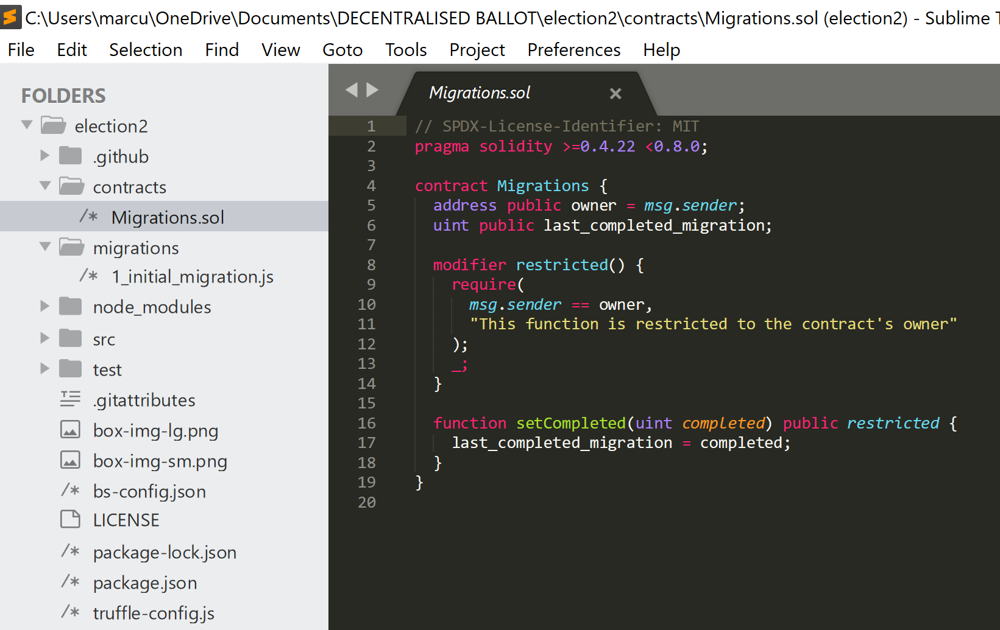 C:\Users\marcu\OneDrive\Documents\DECENTRALISED BALLOT\election2\contracts\Migrations.sol (election2) - Sublime
File Edit Selection Find View Goto Tools Project Preferences Help
FOLDERS
election2
.github
contracts
/* Migrations.sol
migrations
/* 1_initial_migration.js
node_modules
src
test
.gitattributes
box-img-lg.png
box-img-sm.png
/* bs-config.json
LICENSE
/* package-lock.json
/* package.json
/* truffle-config.js
Migrations.sol ×
1 // SPDX-License-Identifier: MIT
2 pragma solidity >=0.4.22 <0.8.0;
3
4 contract Migrations {
5   address public owner = msg.sender;
6   uint public last_completed_migration;
7
8   modifier restricted() {
9     require(
10       msg.sender == owner,
11       "This function is restricted to the contract's owner"
12     );
13     _;
14   }
15
16   function setCompleted(uint completed) public restricted {
17     last_completed_migration = completed;
18   }
19 }
20